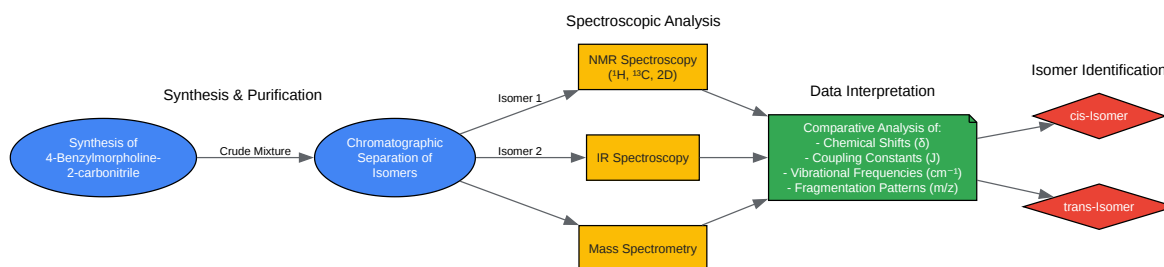 Spectroscopic Analysis
Synthesis & Purification
Data Interpretation
Isomer Identification
Synthesis of
4-Benzylmorpholine-
2-carbonitrile
Crude Mixture
Chromatographic
Separation of
Isomers
Isomer 1
Isomer 2
NMR Spectroscopy
(¹H, ¹³C, 2D)
IR Spectroscopy
Mass Spectrometry
Comparative Analysis of:
- Chemical Shifts (δ)
- Coupling Constants (J)
- Vibrational Frequencies (cm⁻¹)
- Fragmentation Patterns (m/z)
cis-Isomer
trans-Isomer